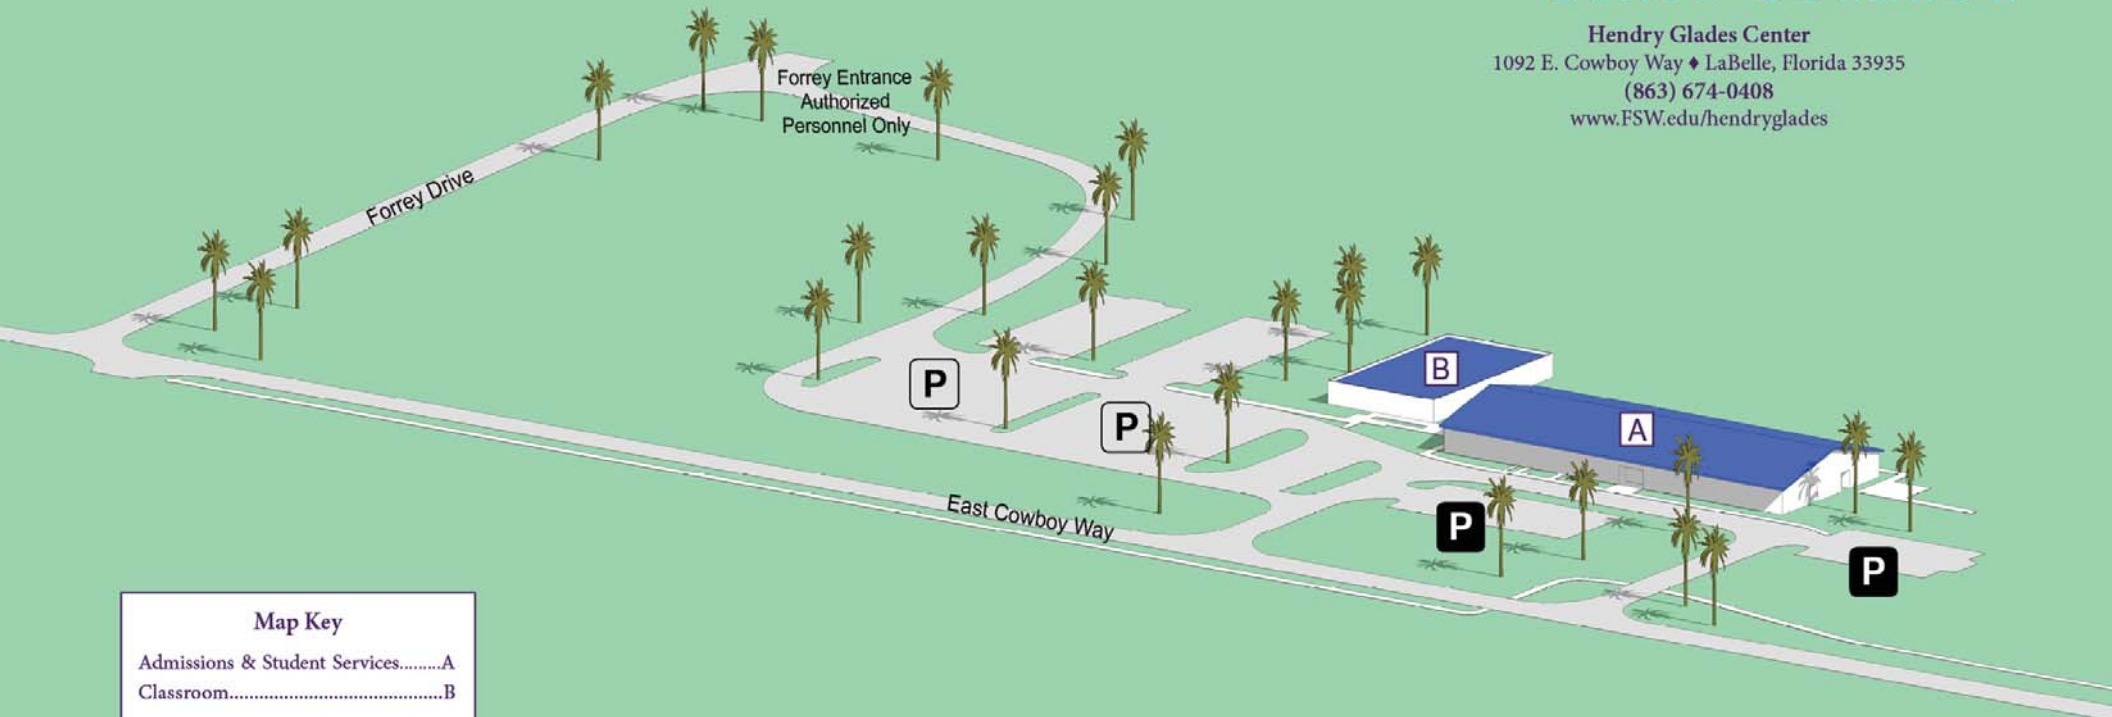 Hendry Glades Center
1092 E. Cowboy Way ♦ LaBelle, Florida 33935
(863) 674-0408
www.FSW.edu/hendryglades
Forrey Entrance
Authorized
Personnel Only
Forrey Drive
B
P
A
P
East Cowboy Way
P
P
Map Key
Admissions & Student Services.........A
Classroom...........................................B